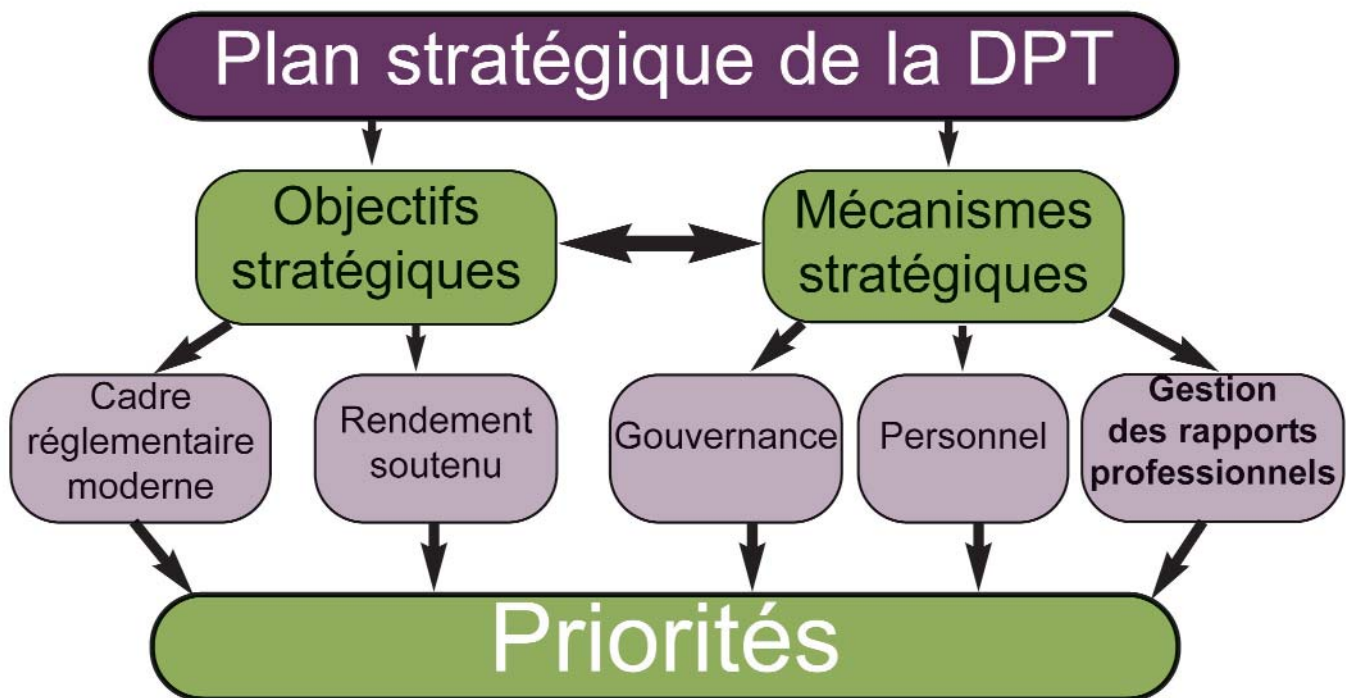 Plan stratégique de la DPT
Objectifs
stratégiques
Mécanismes
stratégiques
Cadre
réglementaire
moderne
Rendement
soutenu
Gouvernance
Personnel
Gestion
des rapports
professionnels
Priorités